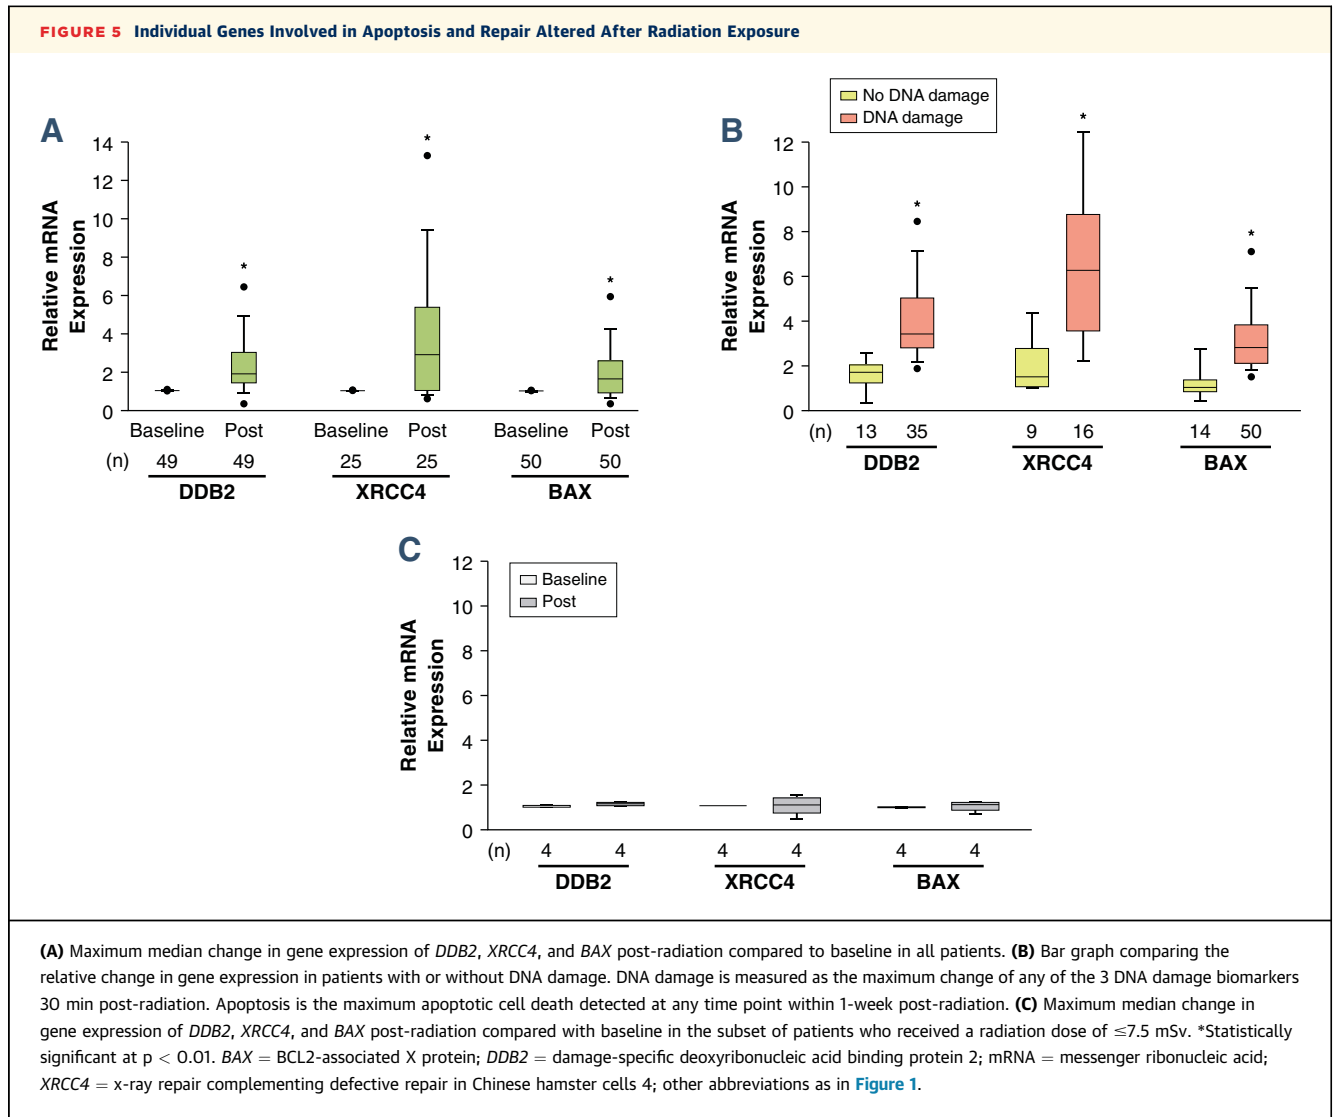 FIGURE 5 Individual Genes Involved in Apoptosis and Repair Altered After Radiation Exposure
A
Relative mRNA
Expression
14
12
10
8
6
4
2
0
*
*
*
Baseline Post Baseline Post Baseline Post
(n) 49 49 25 25 50 50
DDB2 XRCC4 BAX
B
No DNA damage
DNA damage
Relative mRNA
Expression
12
10
8
6
4
2
0
*
*
*
(n) 13 35 9 16 14 50
DDB2 XRCC4 BAX
C
Baseline
Post
Relative mRNA
Expression
12
10
8
6
4
2
0
(n) 4 4 4 4 4 4
DDB2 XRCC4 BAX
(A) Maximum median change in gene expression of DDB2, XRCC4, and BAX post-radiation compared to baseline in all patients. (B) Bar graph comparing the
relative change in gene expression in patients with or without DNA damage. DNA damage is measured as the maximum change of any of the 3 DNA damage biomarkers
30 min post-radiation. Apoptosis is the maximum apoptotic cell death detected at any time point within 1-week post-radiation. (C) Maximum median change in
gene expression of DDB2, XRCC4, and BAX post-radiation compared with baseline in the subset of patients who received a radiation dose of ≤7.5 mSv. *Statistically
significant at p < 0.01. BAX = BCL2-associated X protein; DDB2 = damage-specific deoxyribonucleic acid binding protein 2; mRNA = messenger ribonucleic acid;
XRCC4 = x-ray repair complementing defective repair in Chinese hamster cells 4; other abbreviations as in Figure 1.